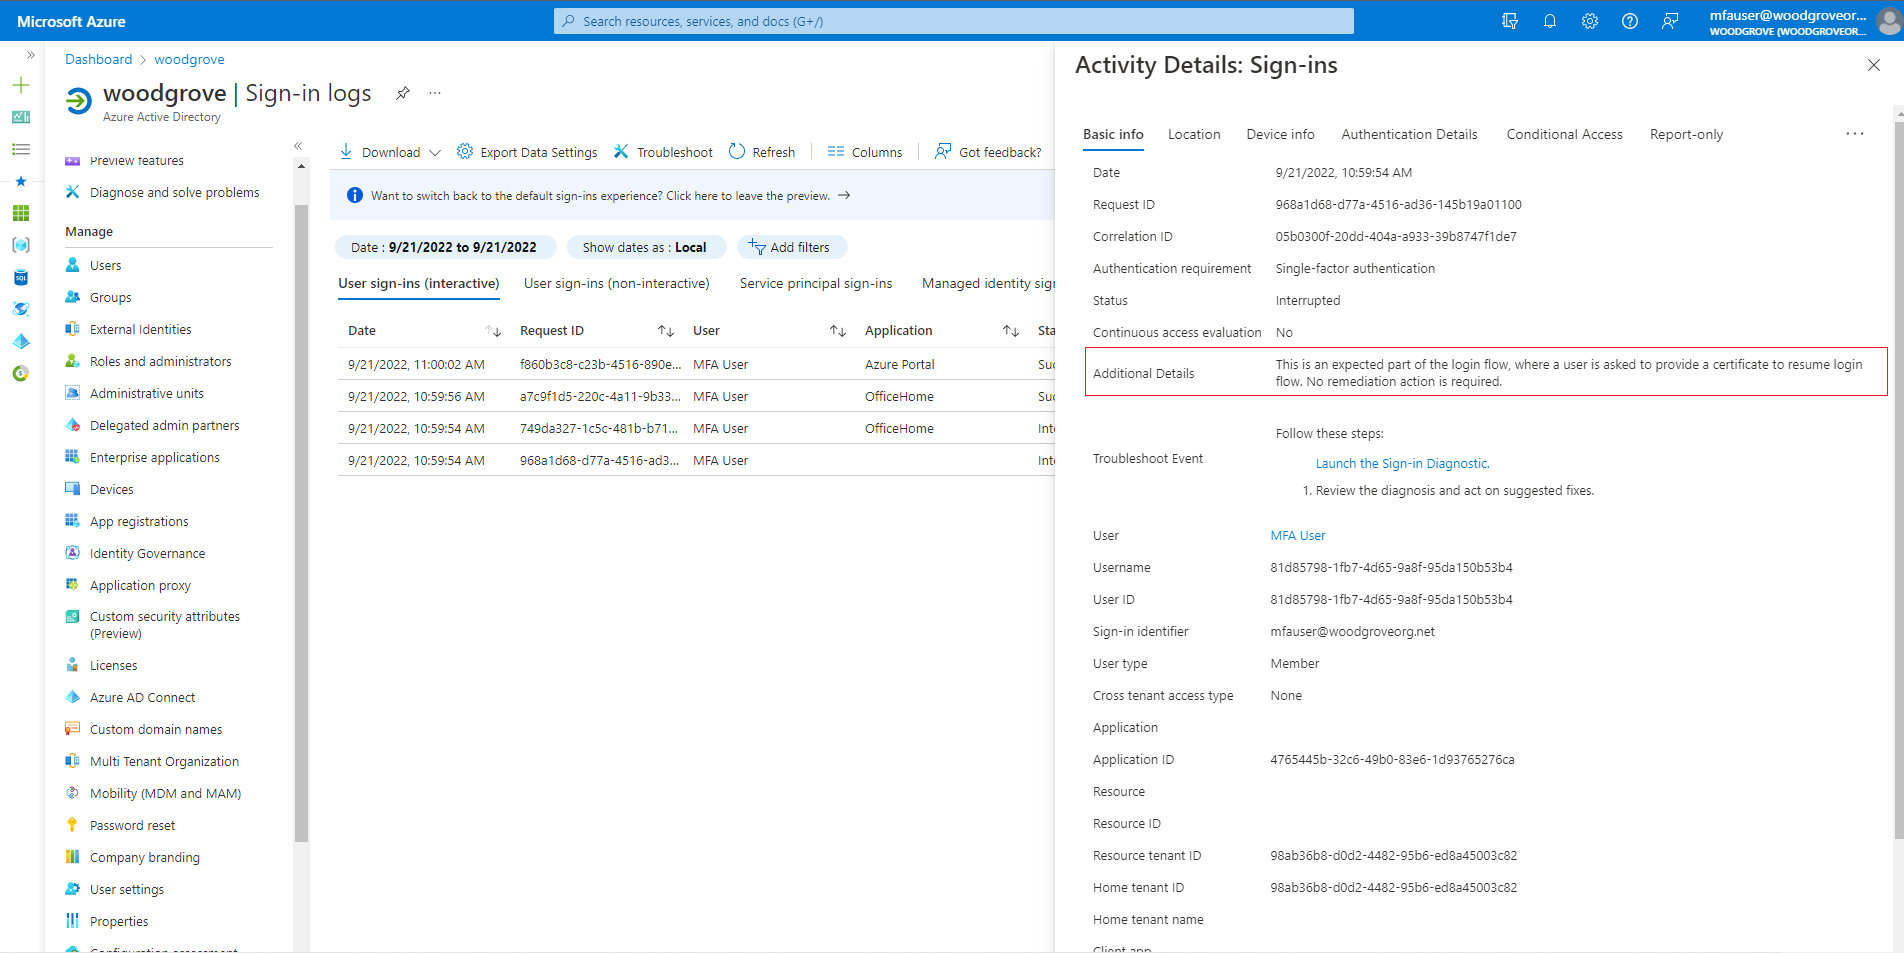 Microsoft Azure
Search resources, services, and docs (G+/)
mfauser@woodgroveor...
WOODGROVE (WOODGROVEOR...
Dashboard > woodgrove
woodgrove | Sign-in logs
Azure Active Directory
Preview features
Diagnose and solve problems
Manage
Users
Groups
External Identities
Roles and administrators
Administrative units
Delegated admin partners
Enterprise applications
Devices
App registrations
Identity Governance
Application proxy
Custom security attributes
(Preview)
Licenses
Azure AD Connect
Custom domain names
Multi Tenant Organization
Mobility (MDM and MAM)
Password reset
Company branding
User settings
Properties
Download Export Data Settings Troubleshoot Refresh Columns Got feedback?
Want to switch back to the default sign-ins experience? Click here to leave the preview. →
Date : 9/21/2022 to 9/21/2022 Show dates as : Local Add filters
User sign-ins (interactive) User sign-ins (non-interactive) Service principal sign-ins Managed identity sign
Date Request ID User Application Sta
9/21/2022, 11:00:02 AM f860b3c8-c23b-4516-890e... MFA User Azure Portal Suc
9/21/2022, 10:59:56 AM a7c9f1d5-220c-4a11-9b33... MFA User OfficeHome Suc
9/21/2022, 10:59:54 AM 749da327-1c5c-481b-b71... MFA User OfficeHome Inte
9/21/2022, 10:59:54 AM 968a1d68-d77a-4516-ad3... MFA User Inte
Activity Details: Sign-ins
Basic info Location Device info Authentication Details Conditional Access Report-only ...
Date 9/21/2022, 10:59:54 AM
Request ID 968a1d68-d77a-4516-ad36-145b19a01100
Correlation ID 05b0300f-20dd-404a-a933-39b8747f1de7
Authentication requirement Single-factor authentication
Status Interrupted
Continuous access evaluation No
Additional Details This is an expected part of the login flow, where a user is asked to provide a certificate to resume login
flow. No remediation action is required.
Follow these steps:
Troubleshoot Event
Launch the Sign-in Diagnostic.
1. Review the diagnosis and act on suggested fixes.
User MFA User
Username 81d85798-1fb7-4d65-9a8f-95da150b53b4
User ID 81d85798-1fb7-4d65-9a8f-95da150b53b4
Sign-in identifier mfauser@woodgroveorg.net
User type Member
Cross tenant access type None
Application
Application ID 4765445b-32c6-49b0-83e6-1d93765276ca
Resource
Resource ID
Resource tenant ID 98ab36b8-d0d2-4482-95b6-ed8a45003c82
Home tenant ID 98ab36b8-d0d2-4482-95b6-ed8a45003c82
Home tenant name
Client app